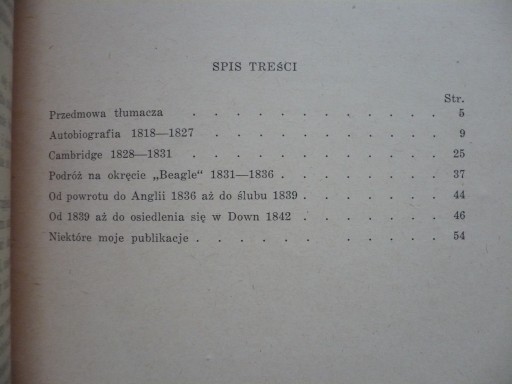 SPIS TREŚCI
Str.
Przedmowa tłumacza . . . . . . . . . . . 5
Autobiografia 1818—1827 . . . . . . . . . . . 9
Cambridge 1828—1831 . . . . . . . . . . . . 25
Podróż na okręcie „Beagle“ 1831—1836 . . . . . . . 37
Od powrotu do Anglii 1836 aż do ślubu 1839 . . . . . . 44
Od 1839 aż do osiedlenia się w Down 1842 . . . . . . 46
Niektóre moje publikacje . . . . . . . . . . . 54